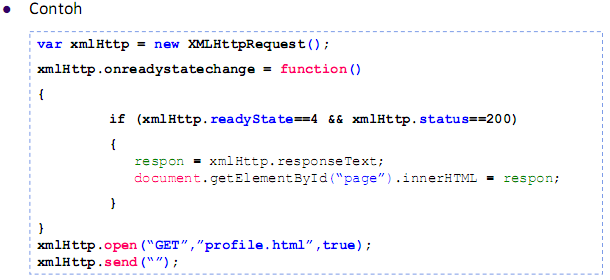 • Contoh
var xmlHttp = new XMLHttpRequest();
xmlHttp.onreadystatechange = function()
{
if (xmlHttp.readyState==4 && xmlHttp.status==200)
{
respon = xmlHttp.responseText;
document.getElementById(“page”).innerHTML = respon;
}
}
xmlHttp.open(“GET”,”profile.html”,true);
xmlHttp.send(“”);